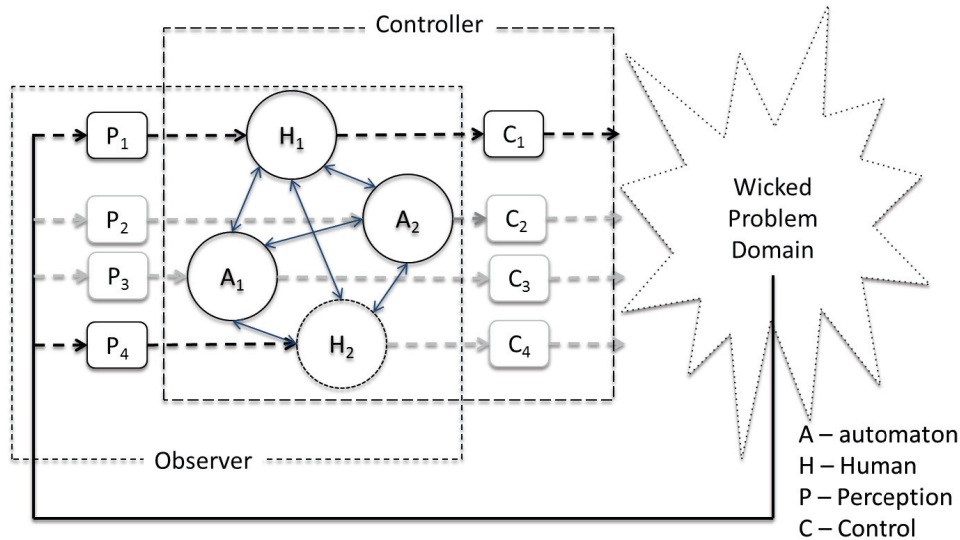 Controller
P1
H1
C1
P2
A2
C2
P3
A1
C3
P4
H2
C4
Wicked
Problem
Domain
Observer
A – automaton
H – Human
P – Perception
C – Control